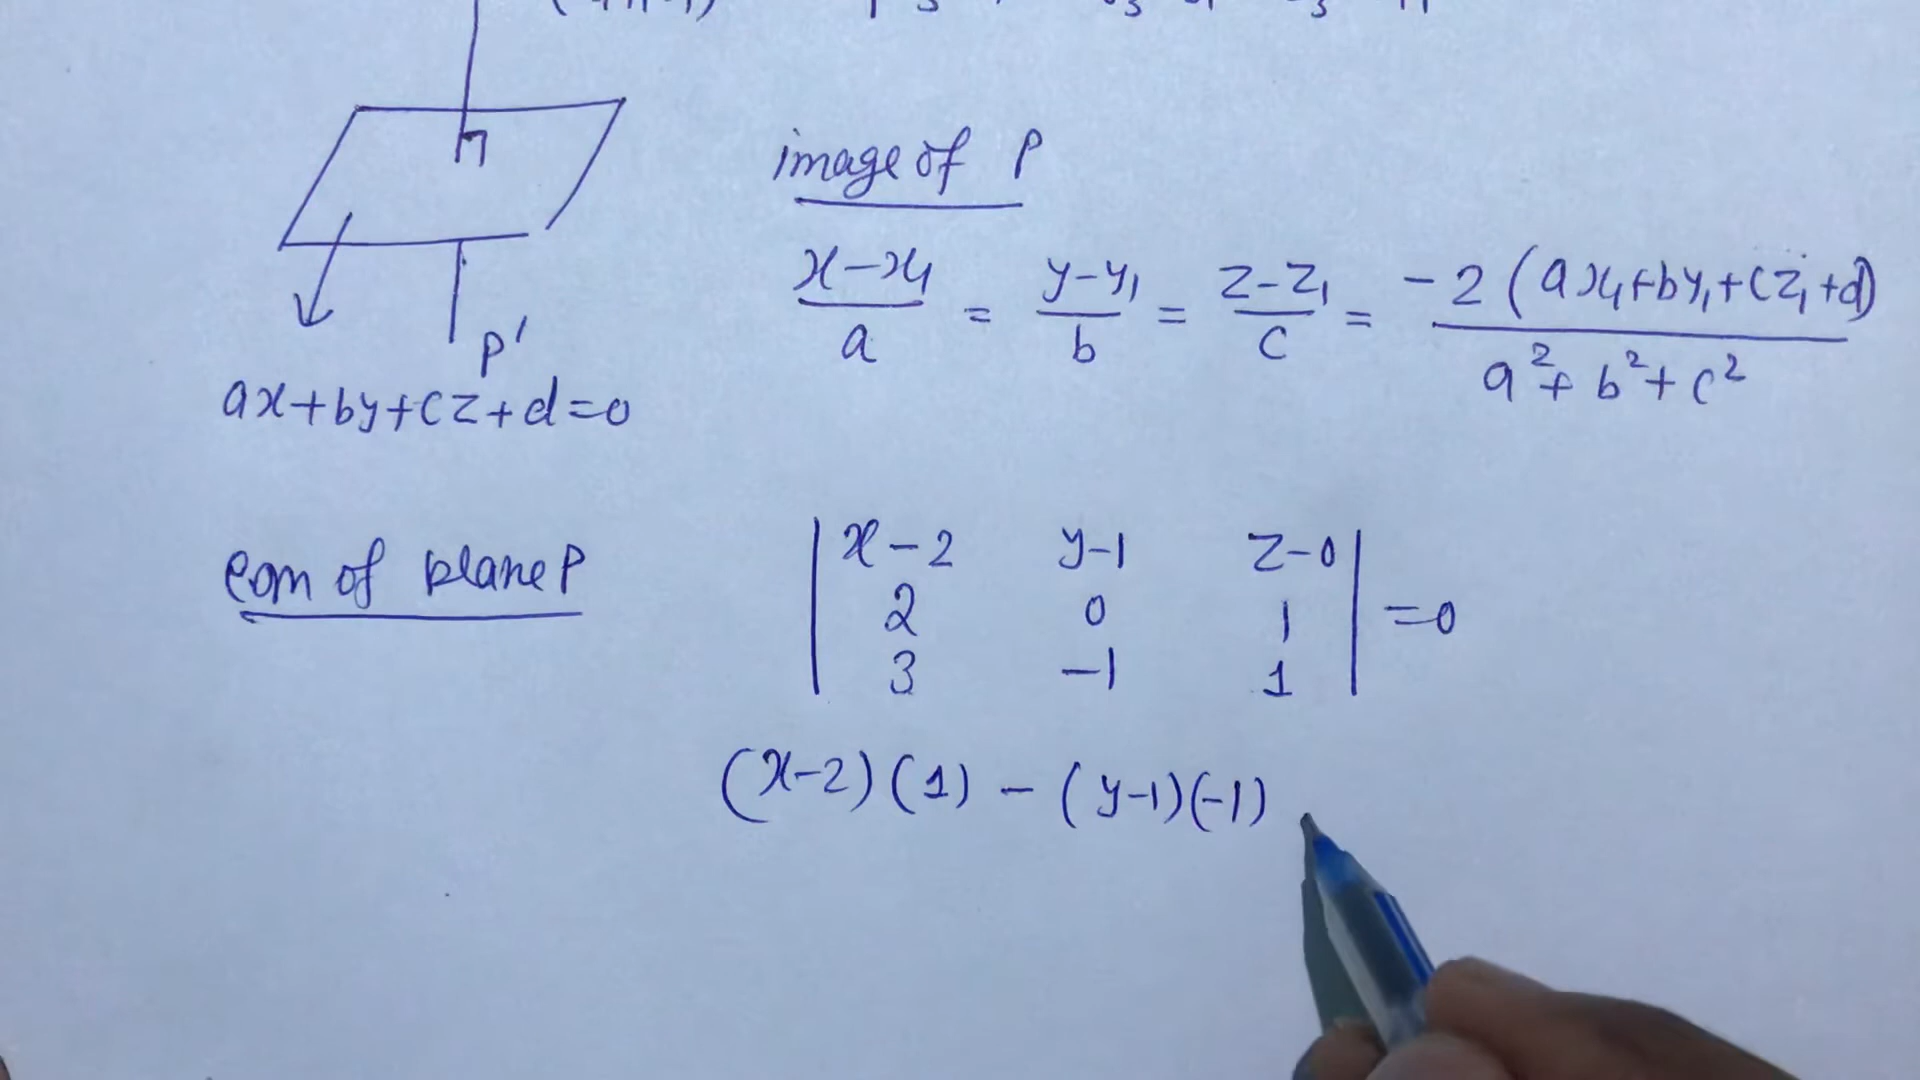 image of P
x-x₁/a = y-y₁/b = z-z₁/c = -2(ax₁+by₁+cz₁+d)/a²+b²+c²
P'
ax+by+cz+d=0
eqn of plane P
| x-2 y-1 z-0 |
| 2 0 1 | =0
| 3 -1 1 |
(x-2)(1) - (y-1)(-1)